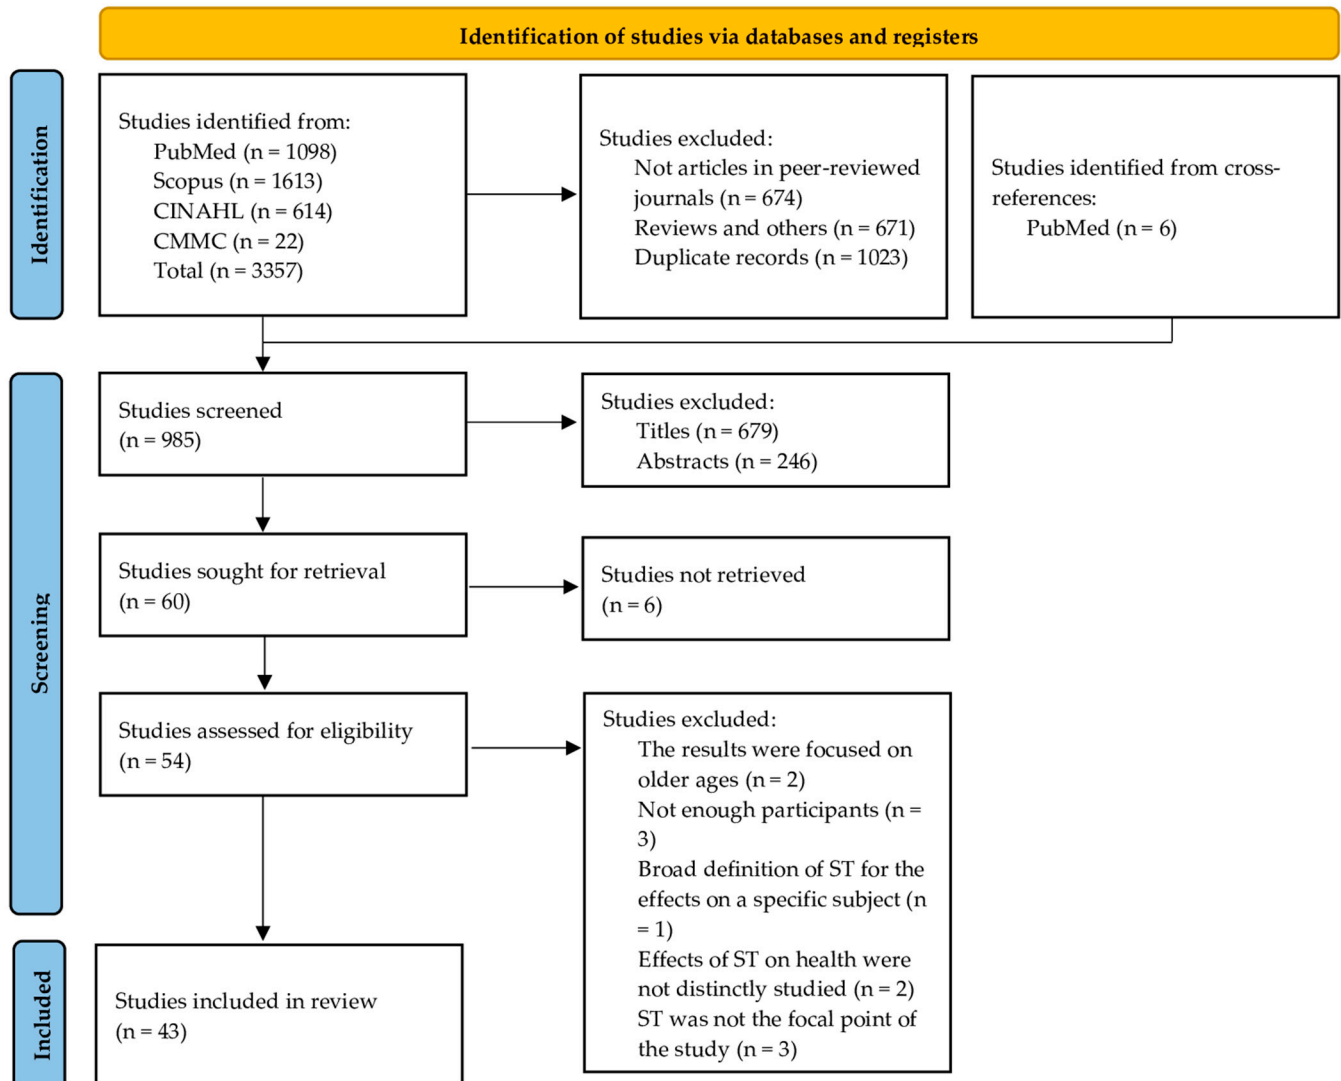 Identification of studies via databases and registers
Identification
Studies identified from:
PubMed (n = 1098)
Scopus (n = 1613)
CINAHL (n = 614)
CMMC (n = 22)
Total (n = 3357)
Studies excluded:
Not articles in peer-reviewed
journals (n = 674)
Reviews and others (n = 671)
Duplicate records (n = 1023)
Studies identified from cross-
references:
PubMed (n = 6)
Screening
Studies screened
(n = 985)
Studies excluded:
Titles (n = 679)
Abstracts (n = 246)
Studies sought for retrieval
(n = 60)
Studies not retrieved
(n = 6)
Studies assessed for eligibility
(n = 54)
Studies excluded:
The results were focused on
older ages (n = 2)
Not enough participants (n =
3)
Broad definition of ST for the
effects on a specific subject (n
= 1)
Effects of ST on health were
not distinctly studied (n = 2)
ST was not the focal point of
the study (n = 3)
Included
Studies included in review
(n = 43)